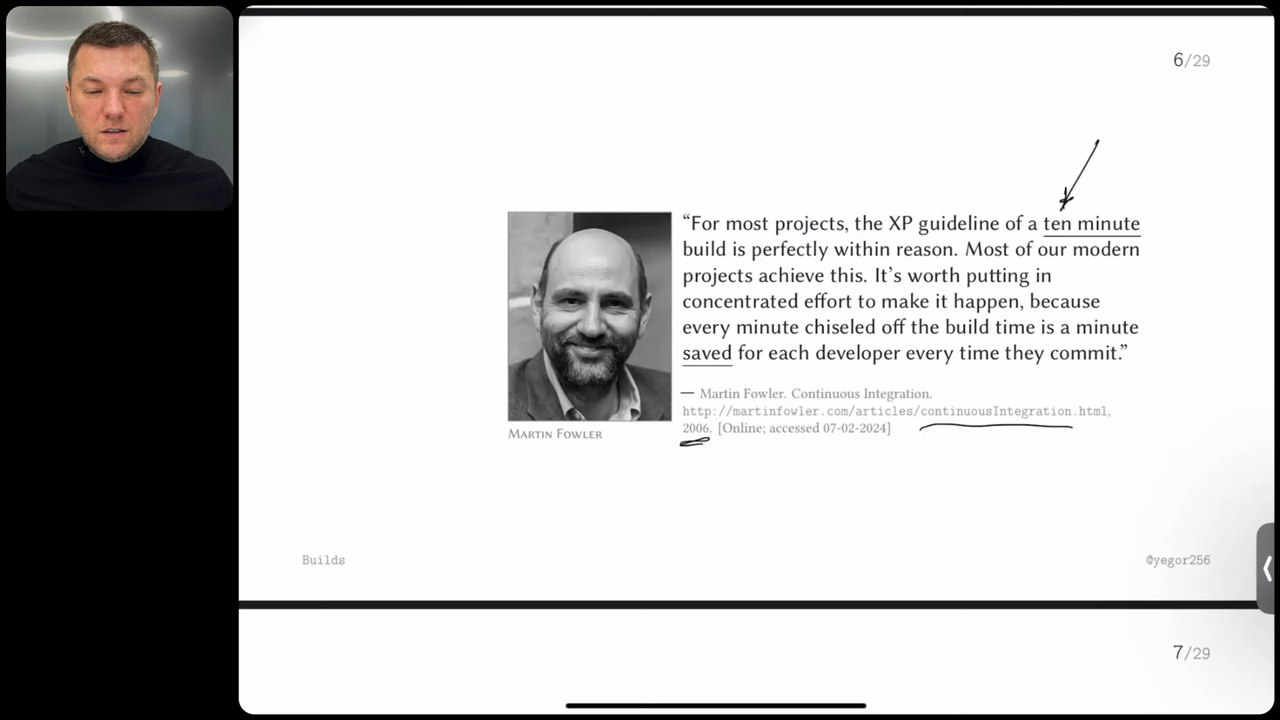 6/29
“For most projects, the XP guideline of a ten minute
build is perfectly within reason. Most of our modern
projects achieve this. It’s worth putting in
concentrated effort to make it happen, because
every minute chiseled off the build time is a minute
saved for each developer every time they commit.”
— Martin Fowler. Continuous Integration.
http://martinfowler.com/articles/continuousIntegration.html,
2006. [Online; accessed 07-02-2024]
Martin Fowler
Builds
@yegor256
7/29